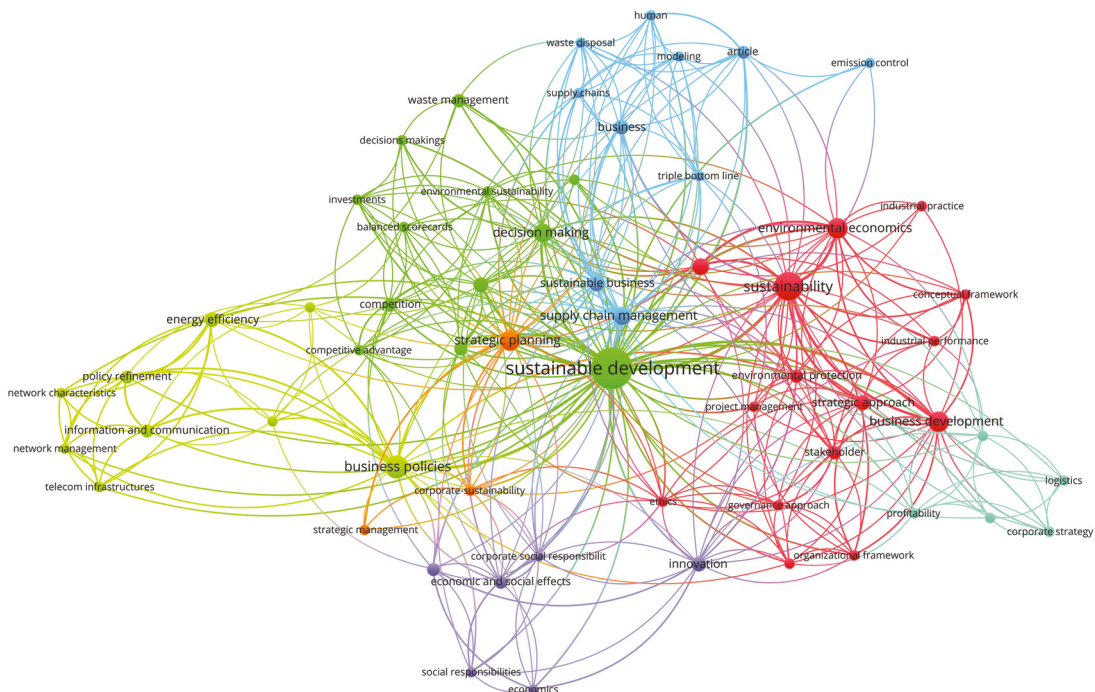 human
waste disposal
article
modeling
emission control
supply chains
waste management
business
decisions makings
triple bottom line
environmental sustainability
investments
industrial practice
balanced scorecards
decision making
environmental economics
sustainable business
sustainability
conceptual framework
competition
supply chain management
energy efficiency
strategic planning
industrial performance
competitive advantage
sustainable development
policy refinement
environmental protection
network characteristics
strategic approach
project management
business development
information and communication
network management
stakeholder
business policies
logistics
telecom infrastructures
corporate sustainability
ethics
governance approach
profitability
strategic management
corporate strategy
corporate social responsibilit
organizational framework
innovation
economic and social effects
social responsibilities
economics